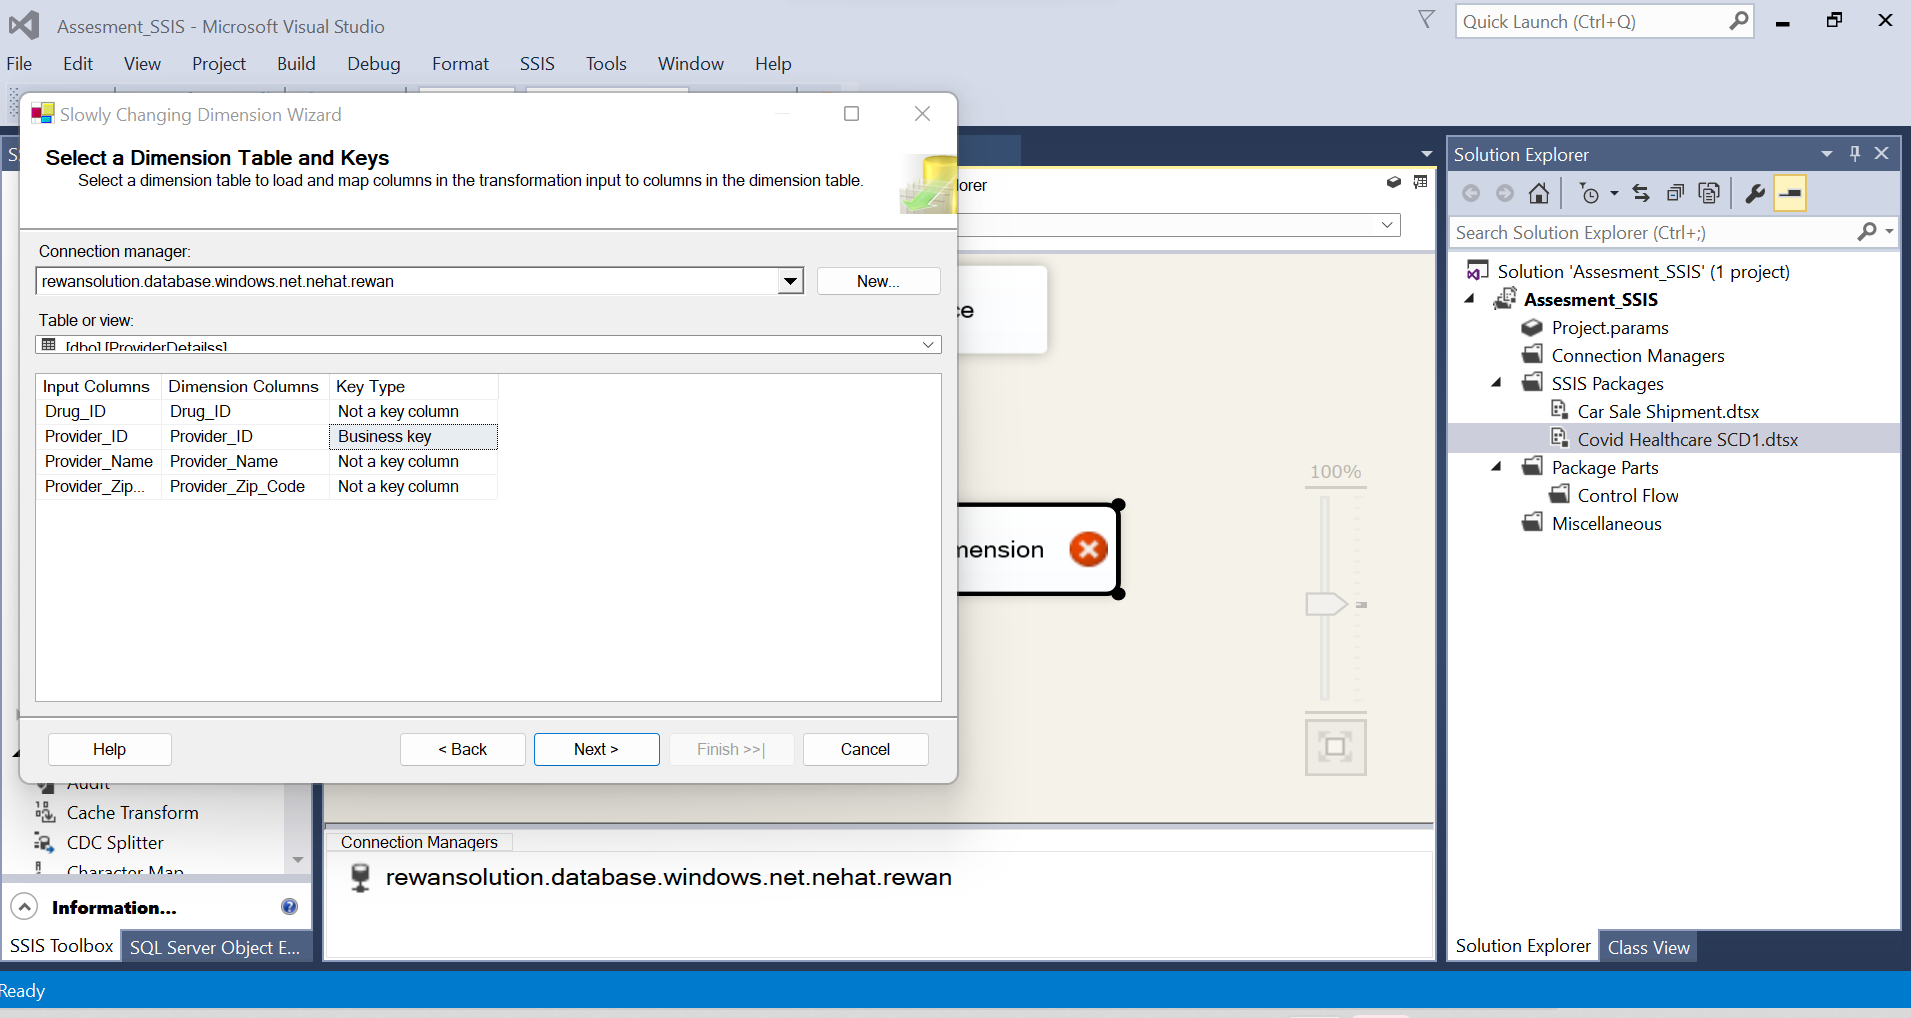 Assesment_SSIS - Microsoft Visual Studio
Quick Launch (Ctrl+Q)
File Edit View Project Build Debug Format SSIS Tools Window Help
Slowly Changing Dimension Wizard
Select a Dimension Table and Keys
Select a dimension table to load and map columns in the transformation input to columns in the dimension table.
Connection manager:
rewansolution.database.windows.net.nehat.rewan
New...
Table or view:
[dbo].[ProviderDetailss]
Input Columns Dimension Columns Key Type
Drug_ID Drug_ID Not a key column
Provider_ID Provider_ID Business key
Provider_Name Provider_Name Not a key column
Provider_Zip... Provider_Zip_Code Not a key column
Help < Back Next > Finish >>| Cancel
lorer
ce
mension
100%
Audit
Cache Transform
CDC Splitter
Character Map
Information...
SSIS Toolbox SQL Server Object E...
Connection Managers
rewansolution.database.windows.net.nehat.rewan
Solution Explorer
Search Solution Explorer (Ctrl+;)
Solution 'Assesment_SSIS' (1 project)
Assesment_SSIS
Project.params
Connection Managers
SSIS Packages
Car Sale Shipment.dtsx
Covid Healthcare SCD1.dtsx
Package Parts
Control Flow
Miscellaneous
Solution Explorer Class View
Ready